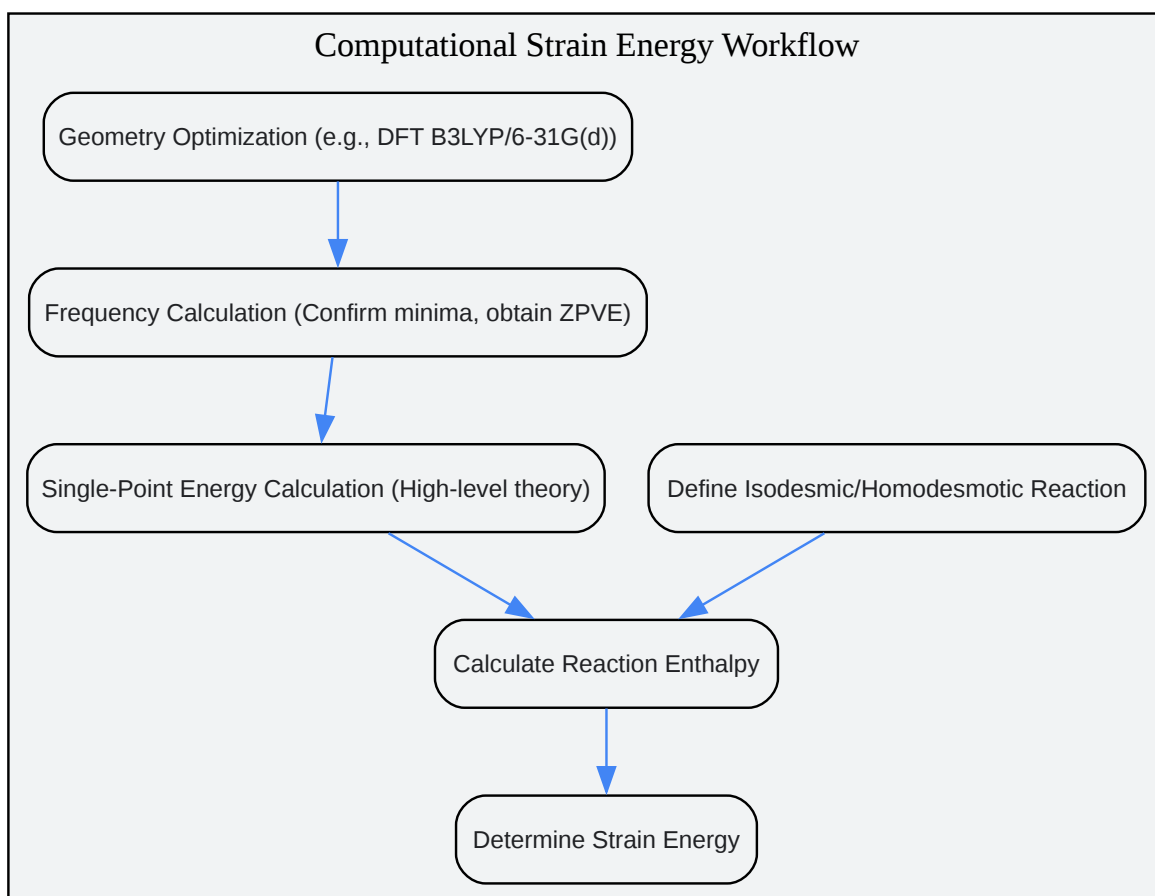 Computational Strain Energy Workflow
Geometry Optimization (e.g., DFT B3LYP/6-31G(d))
Frequency Calculation (Confirm minima, obtain ZPVE)
Single-Point Energy Calculation (High-level theory)
Define Isodesmic/Homodesmotic Reaction
Calculate Reaction Enthalpy
Determine Strain Energy